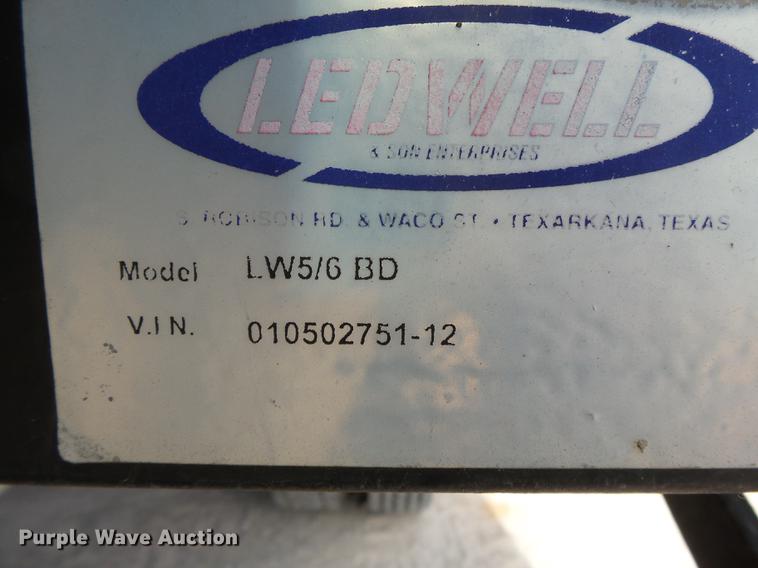 LEDWELL
& SON ENTERPRISES
S. ROBISON RD. & WACO ST. • TEXARKANA, TEXAS
Model LW5/6 BD
V.I.N. 010502751-12
Purple Wave Auction